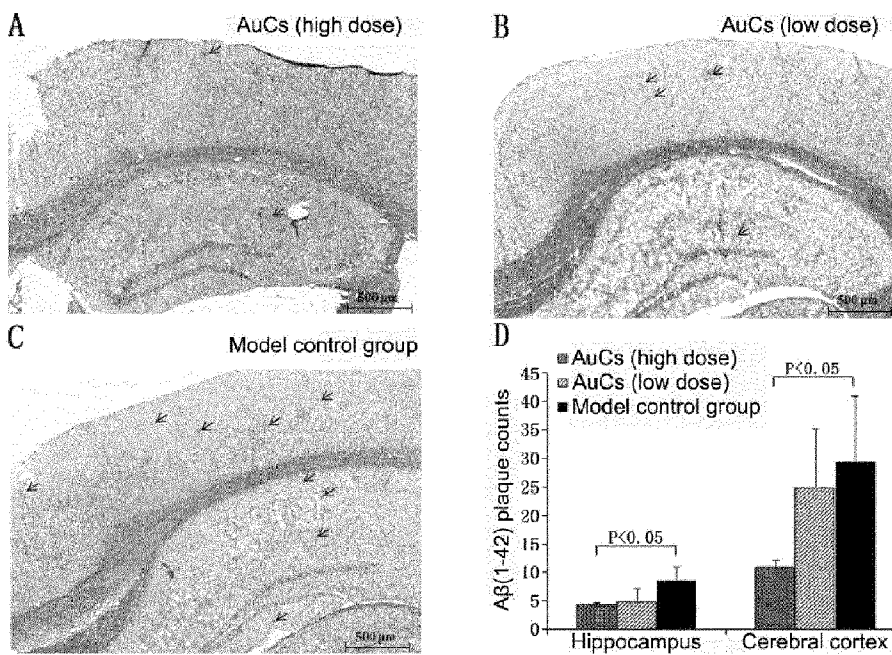 A
AuCs (high dose)
500 μm
B
AuCs (low dose)
500 μm
C
Model control group
500 μm
D
AuCs (high dose)
AuCs (low dose)
Model control group
P<0.05
P<0.05
Aβ(1-42) plaque counts
45
40
35
30
25
20
15
10
5
0
Hippocampus
Cerebral cortex